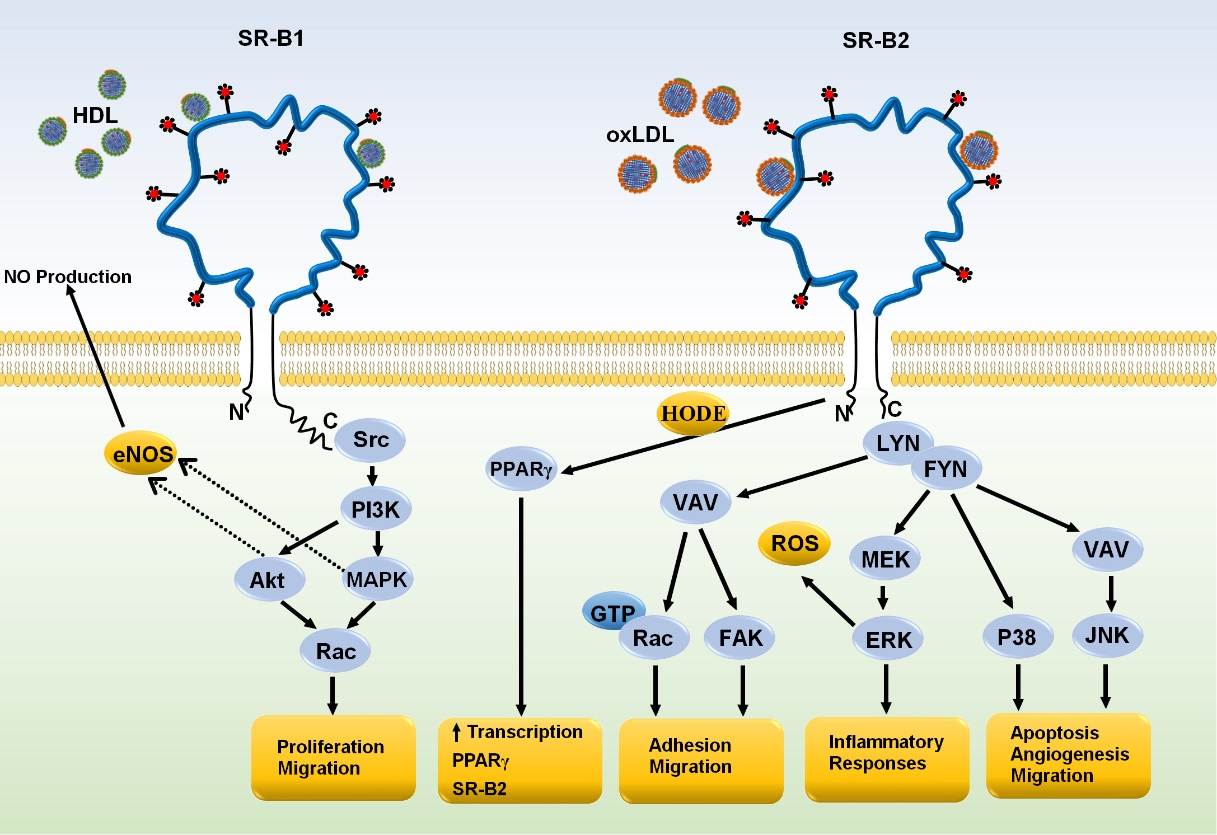 SR-B1
SR-B2
HDL
oxLDL
NO Production
N
C
N
C
HODE
Src
LYN
eNOS
PPARγ
FYN
PI3K
VAV
ROS
MEK
VAV
Akt
MAPK
GTP
Rac
FAK
ERK
P38
JNK
Rac
Proliferation
Migration
↑ Transcription
PPARγ
SR-B2
Adhesion
Migration
Inflammatory
Responses
Apoptosis
Angiogenesis
Migration